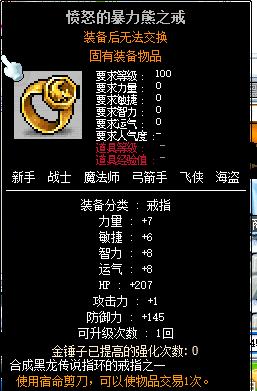 愤怒的暴力熊之戒
装备后无法交换
固有装备物品
要求等级： 100
要求力量： 0
要求敏捷： 0
要求智力： 0
要求运气： 0
要求人气度： -
道具等级： -
道具经验值： -
新手 战士 魔法师 弓箭手 飞侠 海盗
装备分类 : 戒指
力量 : +7
敏捷 : +6
智力 : +8
运气 : +8
HP : +207
攻击力 : +1
防御力 : +145
可升级次数 : 1回
金锤子已提高的强化次数: 0
合成黑龙传说指环的戒指之一
使用宿命剪刀，可以使物品交易1次。